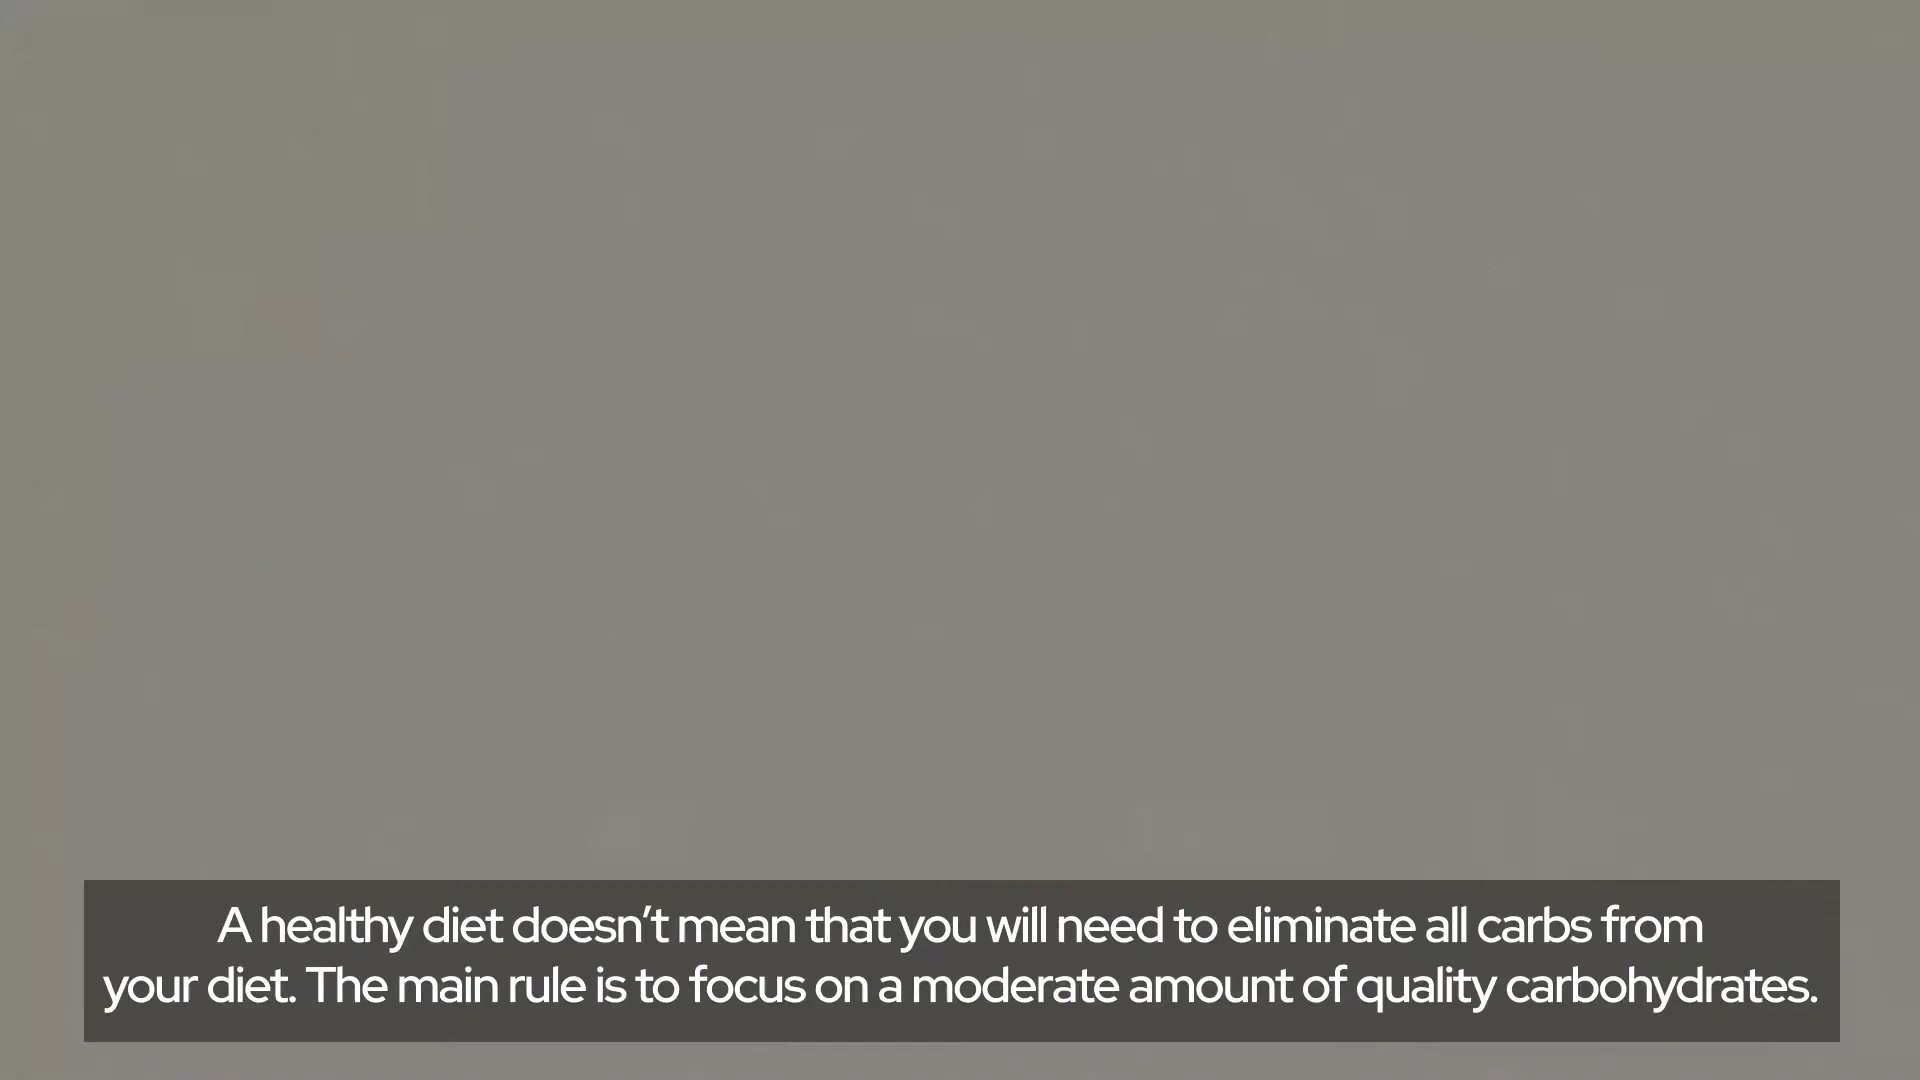 A healthy diet doesn’t mean that you will need to eliminate all carbs from
your diet. The main rule is to focus on a moderate amount of quality carbohydrates.